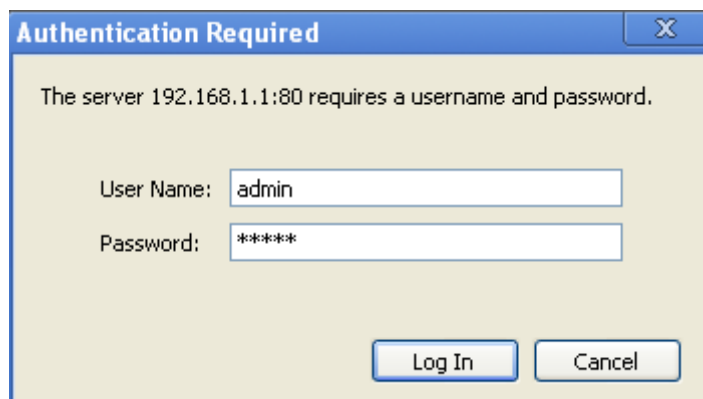 Authentication Required
X
The server 192.168.1.1:80 requires a username and password.
User Name: admin
Password: *****
Log In Cancel